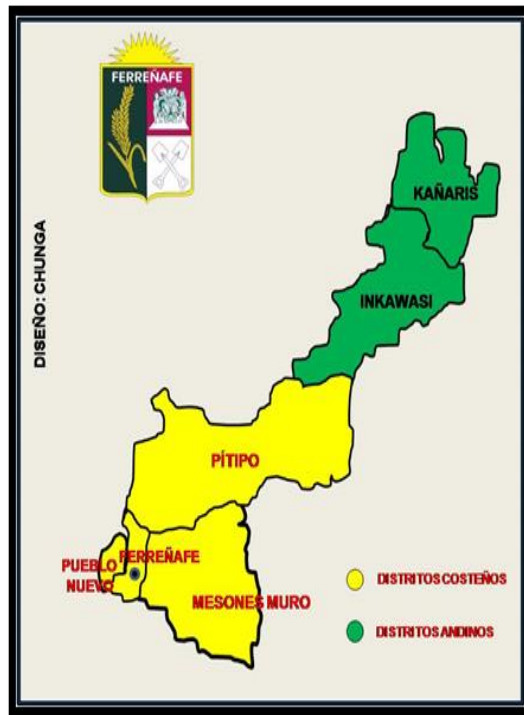 FERREÑAFE
KAÑARIS
DISEÑO: CHUNGA
INKAWASI
PÍTIPO
FERREÑAFE
PUEBLO
NUEVO
MESONES MURO
DISTRITOS COSTEÑOS
DISTRITOS ANDINOS